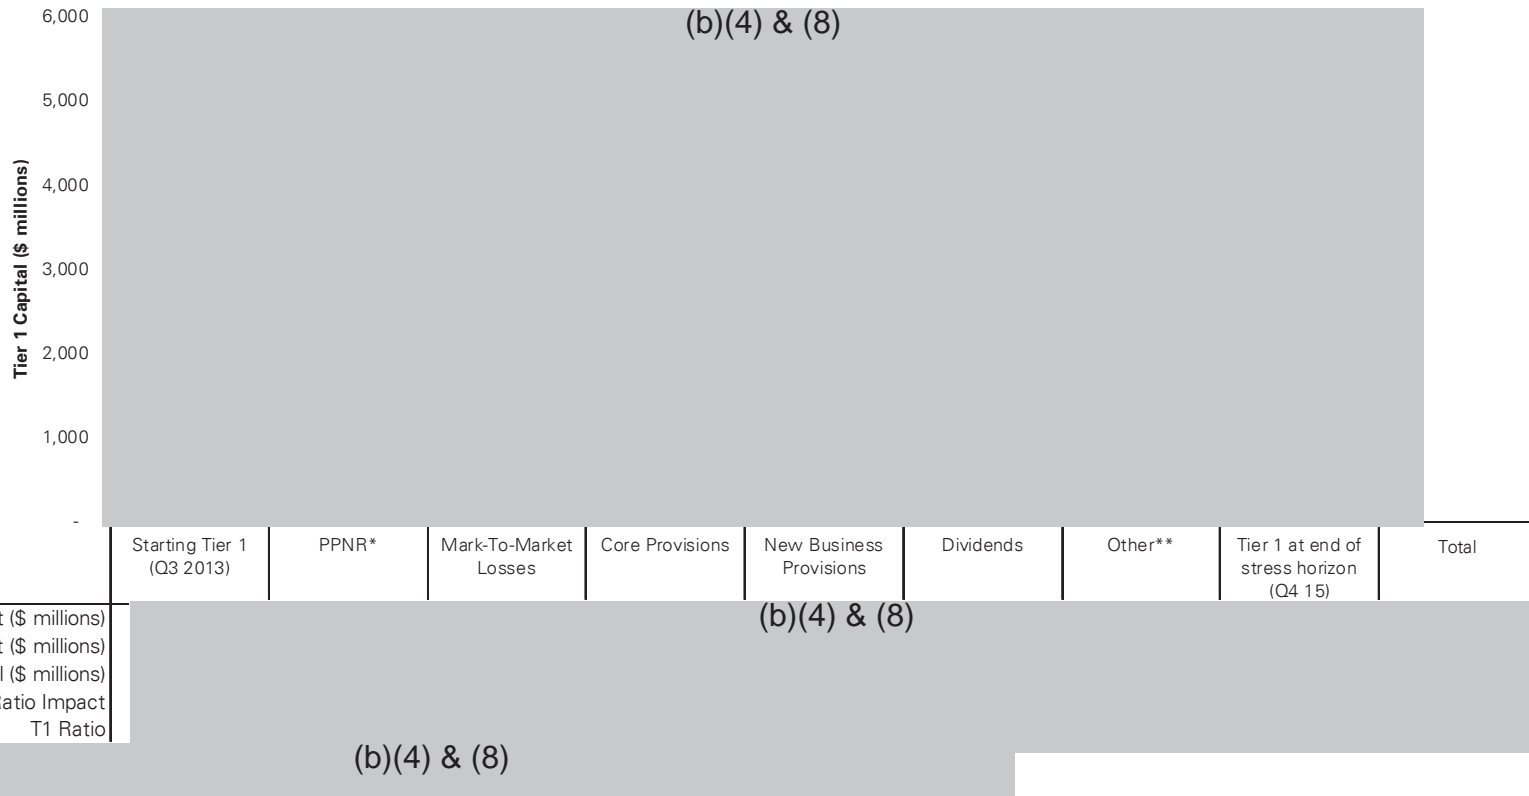 (b)(4) & (8)
6,000
5,000
4,000
3,000
2,000
1,000
-
Tier 1 Capital ($ millions)
Starting Tier 1
(Q3 2013)
PPNR*
Mark-To-Market
Losses
Core Provisions
New Business
Provisions
Dividends
Other**
Tier 1 at end of
stress horizon
(Q4 15)
Total
(b)(4) & (8)
($ millions)
($ millions)
($ millions)
Impact
T1 Ratio
(b)(4) & (8)